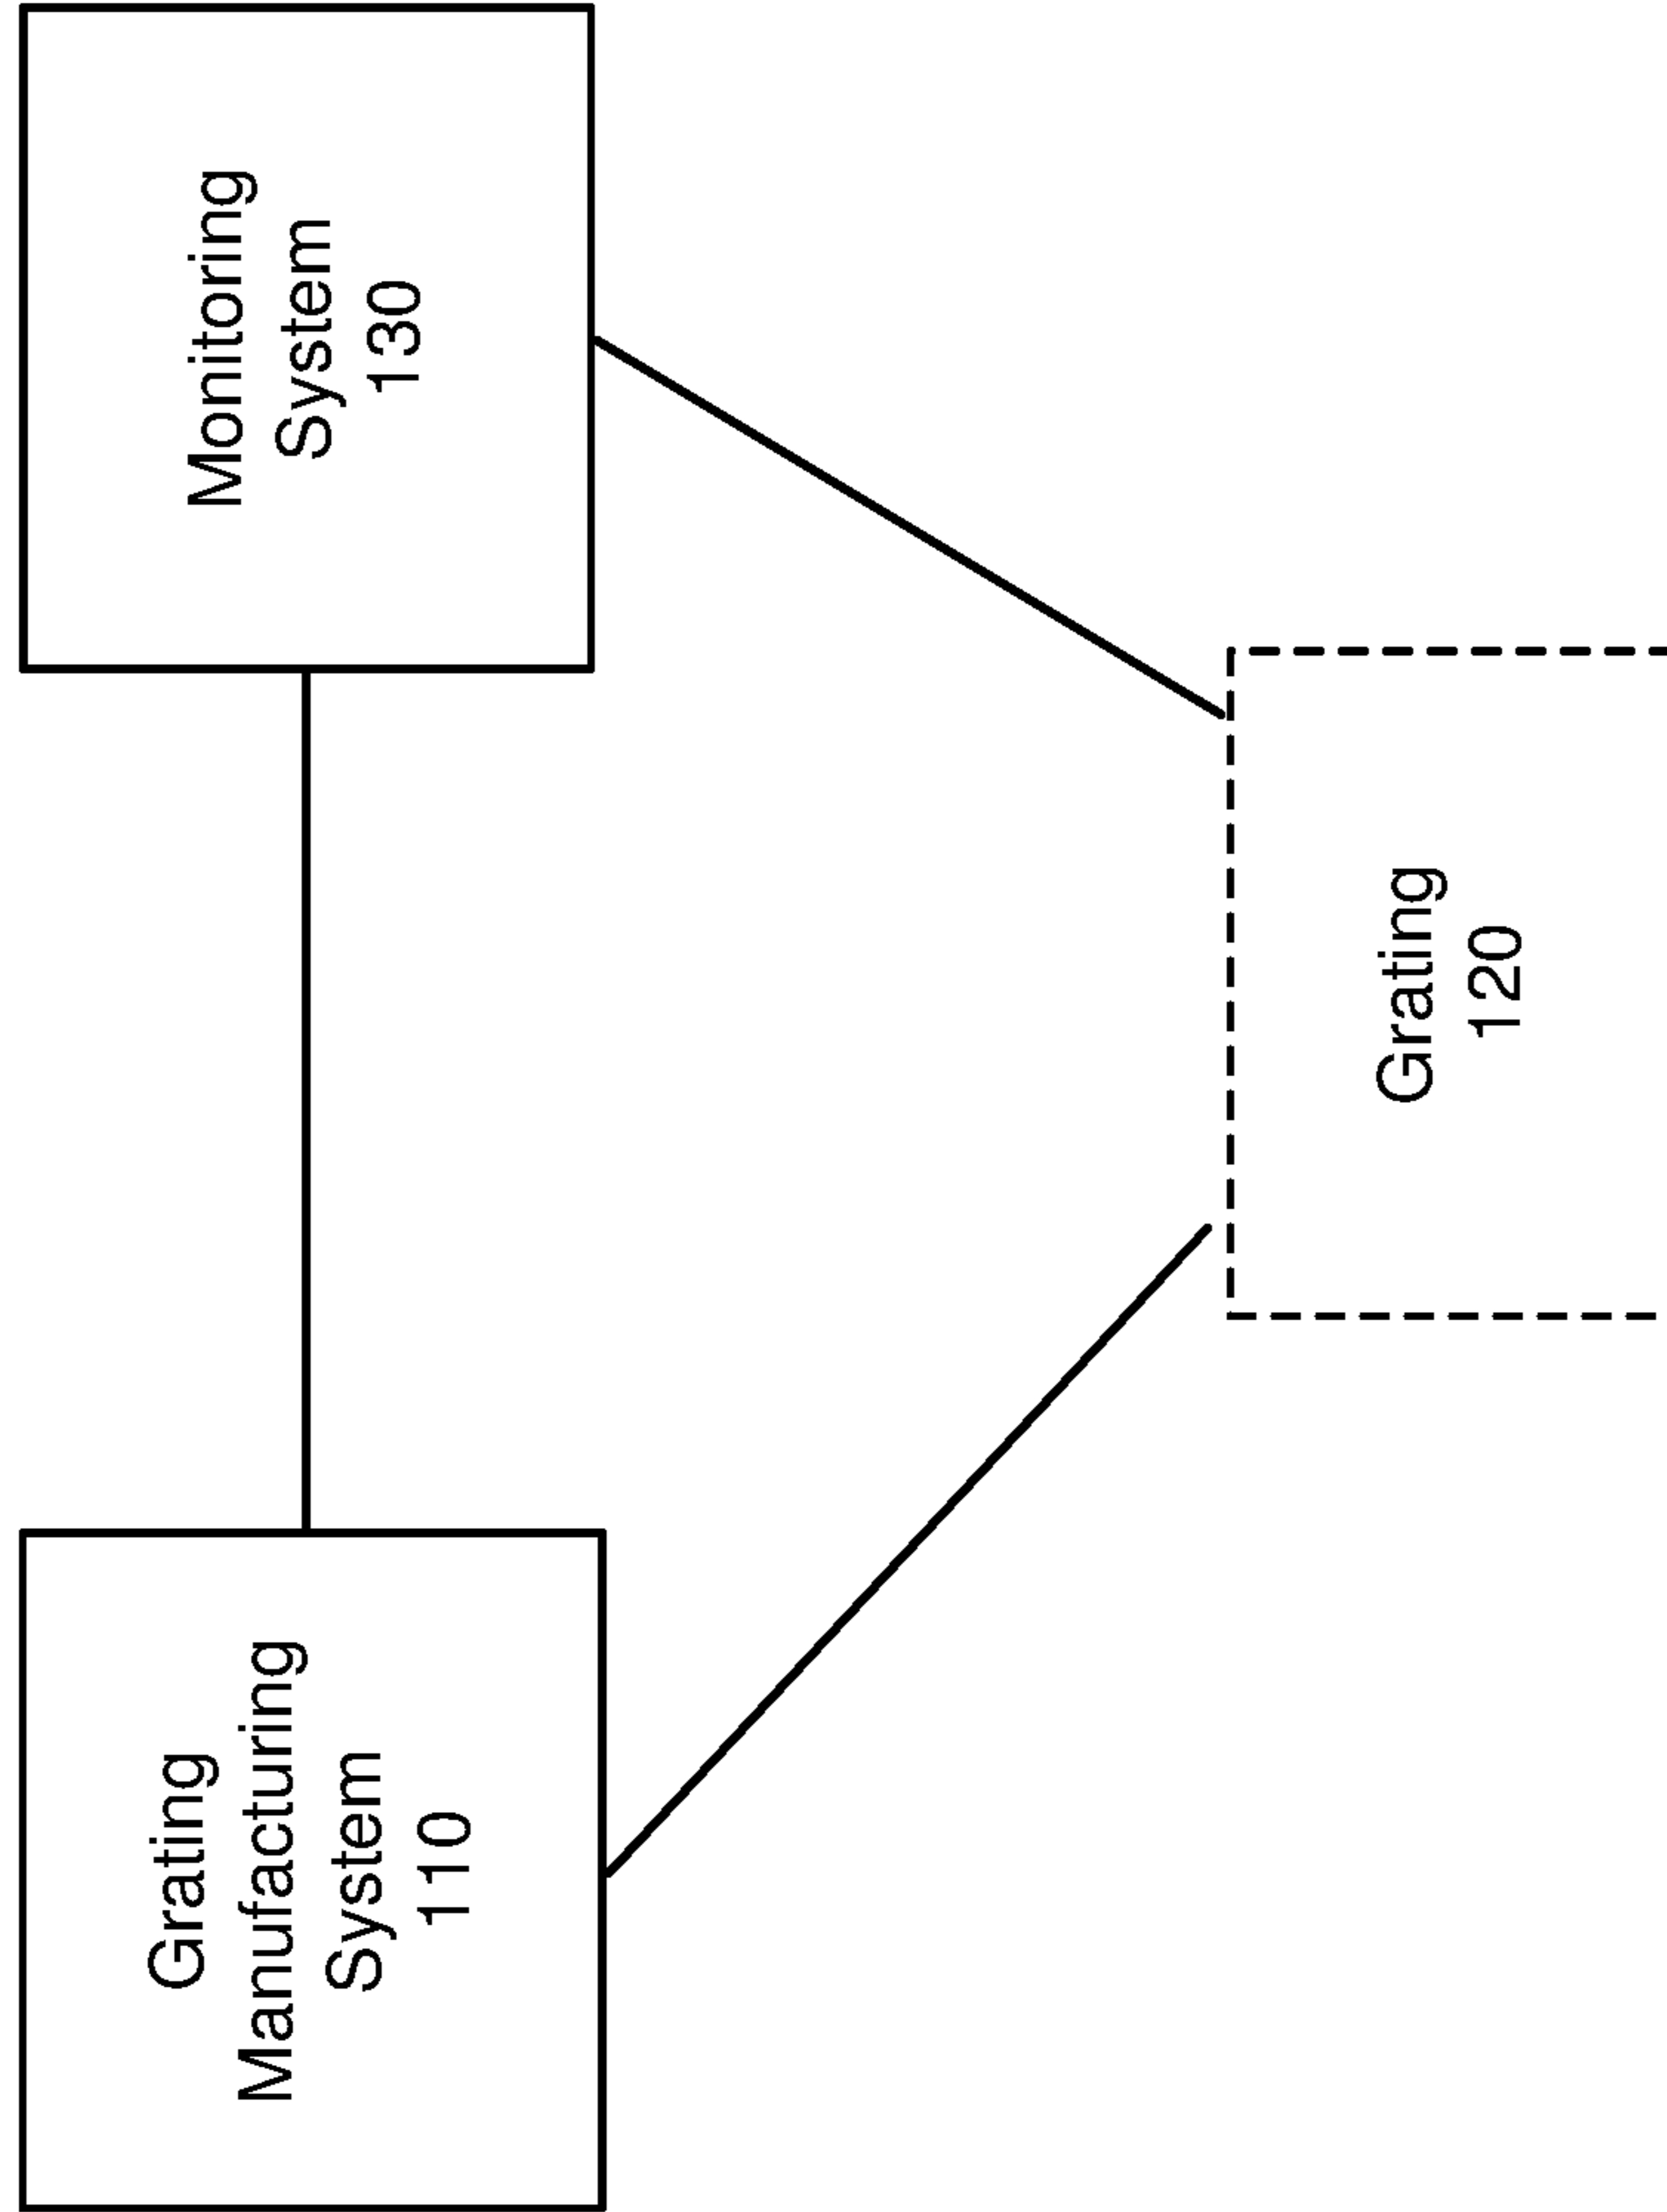 Grating
Manufacturing
System
110
Monitoring
System
130
Grating
120